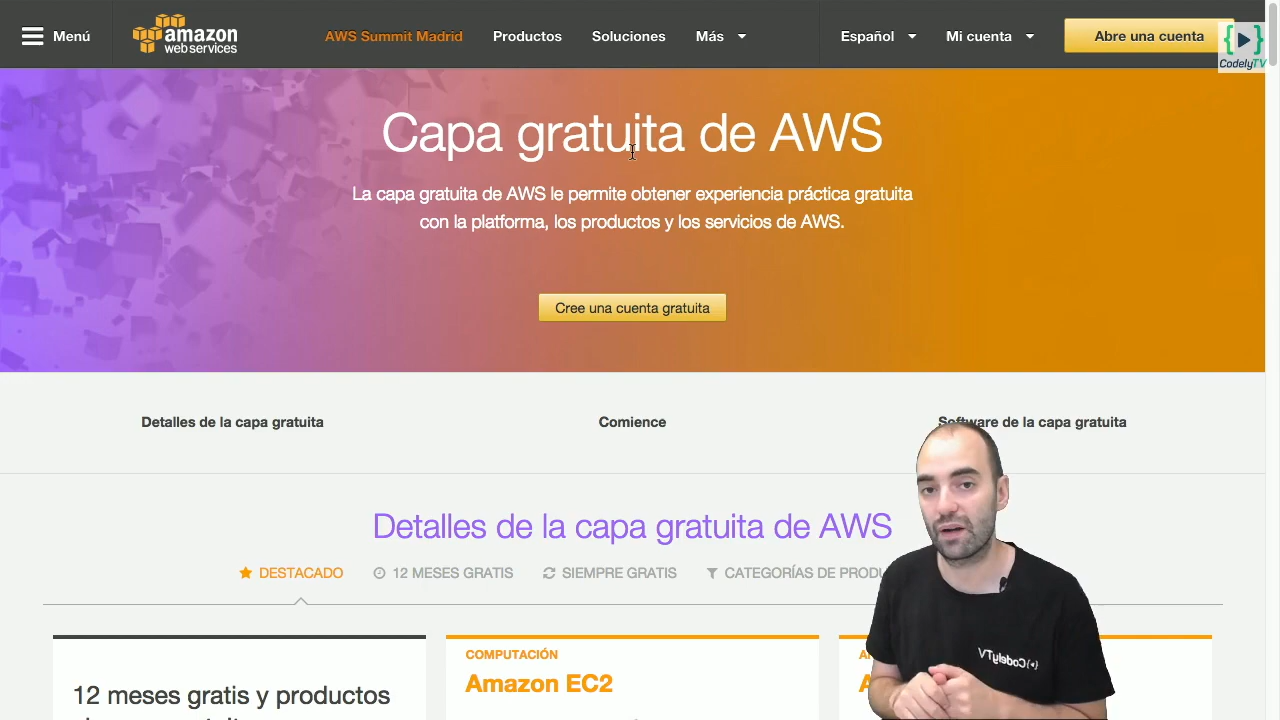 Menú
amazon
web services
AWS Summit Madrid
Productos
Soluciones
Más
Español
Mi cuenta
Abre una cuenta
CodelyTV
Capa gratuita de AWS
La capa gratuita de AWS le permite obtener experiencia práctica gratuita
con la plataforma, los productos y los servicios de AWS.
Cree una cuenta gratuita
Detalles de la capa gratuita
Comience
Software de la capa gratuita
Detalles de la capa gratuita de AWS
DESTACADO
12 MESES GRATIS
SIEMPRE GRATIS
CATEGORÍAS DE PRODU
12 meses gratis y productos
COMPUTACIÓN
Amazon EC2
CodelyTV